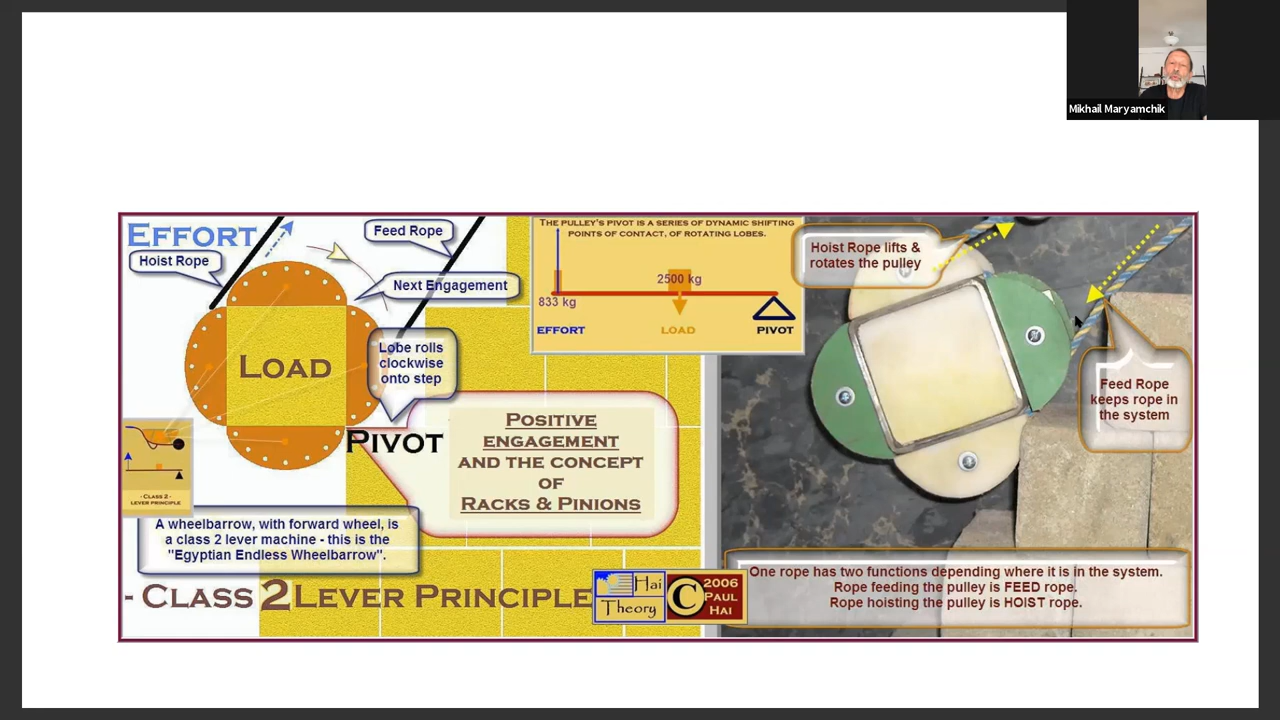 Mikhail Maryamchik
EFFORT
Hoist Rope
Feed Rope
Next Engagement
LOAD
Lobe rolls
clockwise
onto step
PIVOT
- CLASS 2 -
LEVER PRINCIPLE
POSITIVE
ENGAGEMENT
AND THE CONCEPT
OF
RACKS & PINIONS
A wheelbarrow, with forward wheel, is
a class 2 lever machine - this is the
"Egyptian Endless Wheelbarrow".
- CLASS 2 LEVER PRINCIPLE
THE PULLEY'S PIVOT IS A SERIES OF DYNAMIC SHIFTING
POINTS OF CONTACT, OF ROTATING LOBES.
2500 kg
833 kg
EFFORT
LOAD
PIVOT
Hoist Rope lifts &
rotates the pulley
Feed Rope
keeps rope in
the system
Hai
Theory
©
2006
PAUL
HAI
One rope has two functions depending where it is in the system.
Rope feeding the pulley is FEED rope.
Rope hoisting the pulley is HOIST rope.